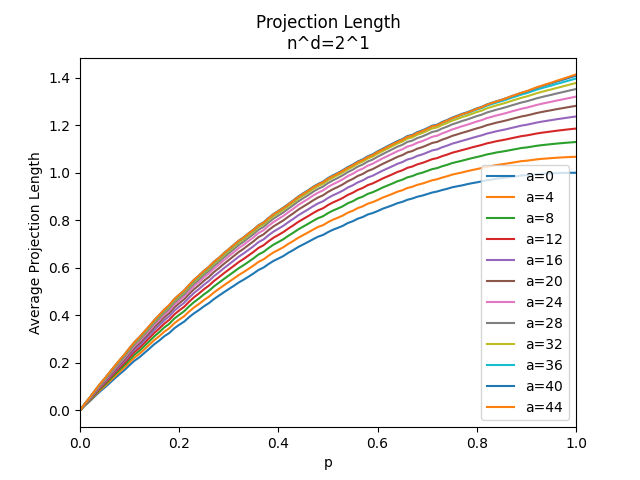 Projection Length
n^d=2^1
Average Projection Length
1.4
1.2
1.0
0.8
0.6
0.4
0.2
0.0
0.0
0.2
0.4
0.6
0.8
1.0
p
a=0
a=4
a=8
a=12
a=16
a=20
a=24
a=28
a=32
a=36
a=40
a=44